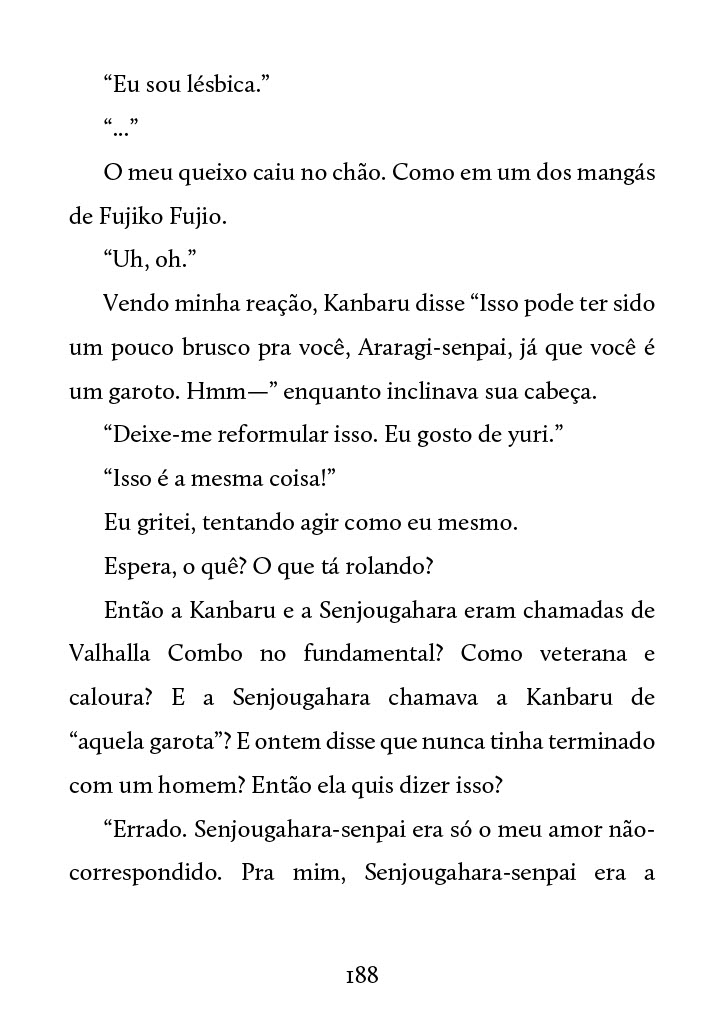 “Eu sou lésbica.”
“...”
O meu queixo caiu no chão. Como em um dos mangás
de Fujiko Fujio.
“Uh, oh.”
Vendo minha reação, Kanbaru disse “Isso pode ter sido
um pouco brusco pra você, Araragi-senpai, já que você é
um garoto. Hmm—” enquanto inclinava sua cabeça.
“Deixe-me reformular isso. Eu gosto de yuri.”
“Isso é a mesma coisa!”
Eu gritei, tentando agir como eu mesmo.
Espera, o quê? O que tá rolando?
Então a Kanbaru e a Senjougahara eram chamadas de
Valhalla Combo no fundamental? Como veterana e
caloura? E a Senjougahara chamava a Kanbaru de
“aquela garota”? E ontem disse que nunca tinha terminado
com um homem? Então ela quis dizer isso?
“Errado. Senjougahara-senpai era só o meu amor não-
correspondido. Pra mim, Senjougahara-senpai era a
188